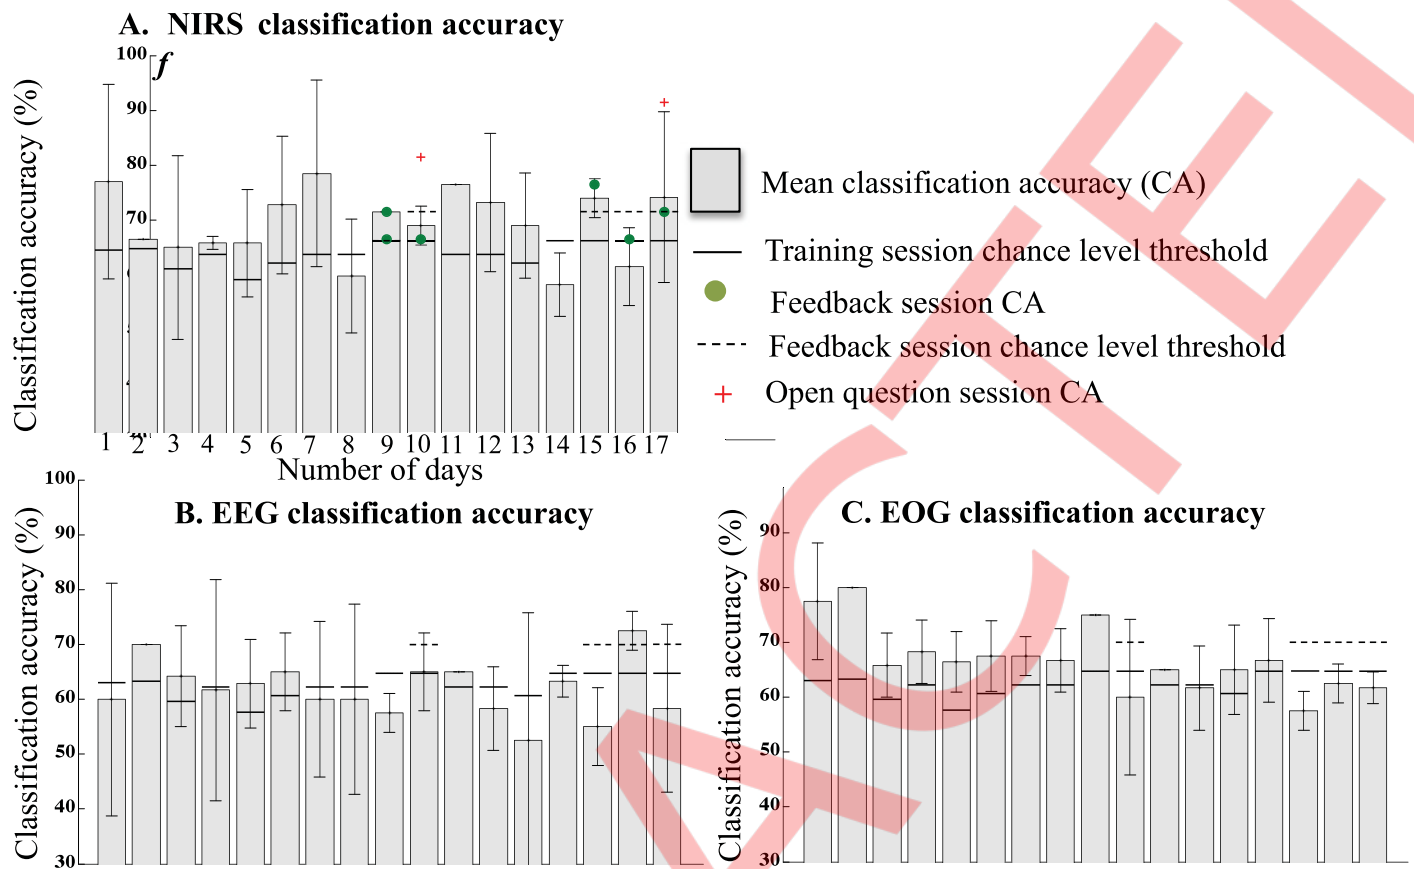 A. NIRS classification accuracy
Classification accuracy (%)
100
f
90
80
70
1 2 3 4 5 6 7 8 9 10 11 12 13 14 15 16 17
Number of days
Mean classification accuracy (CA)
Training session chance level threshold
Feedback session CA
Feedback session chance level threshold
Open question session CA
B. EEG classification accuracy
Classification accuracy (%)
100
90
80
70
60
50
40
30
C. EOG classification accuracy
Classification accuracy (%)
90
80
70
60
50
40
30
ACTE